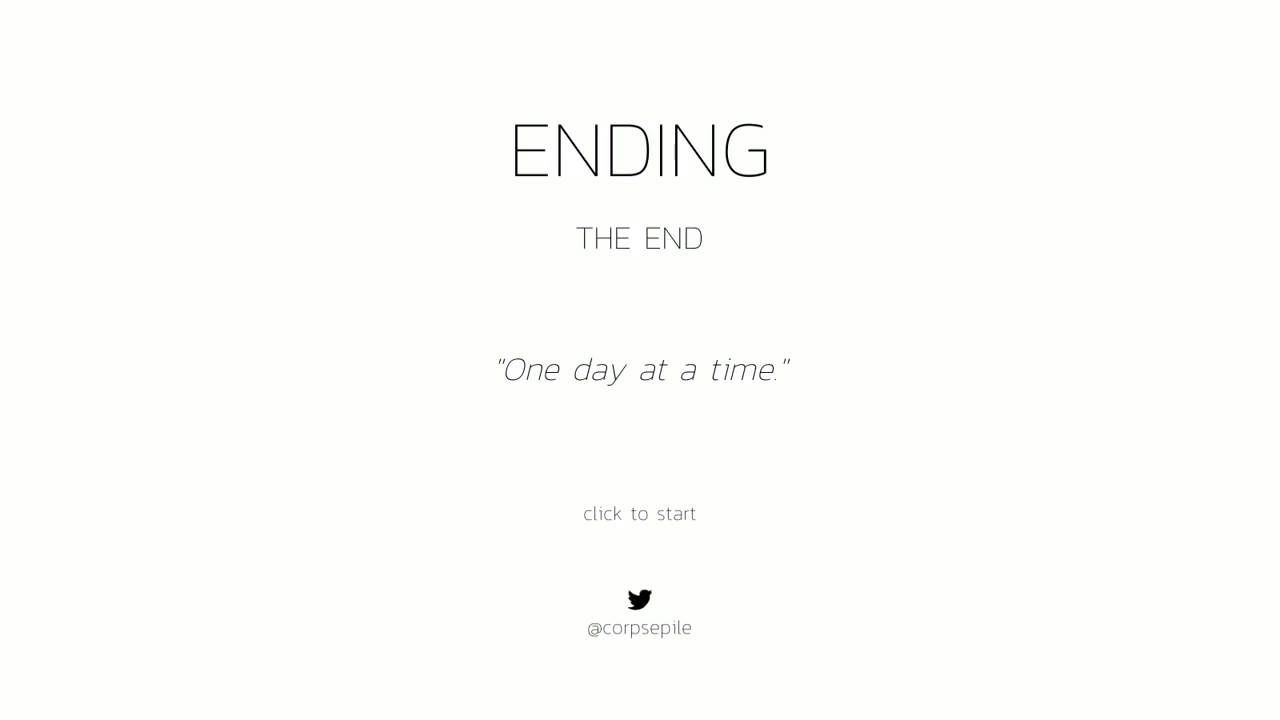 ENDING
THE END
"One day at a time."
click to start
@corpsepile